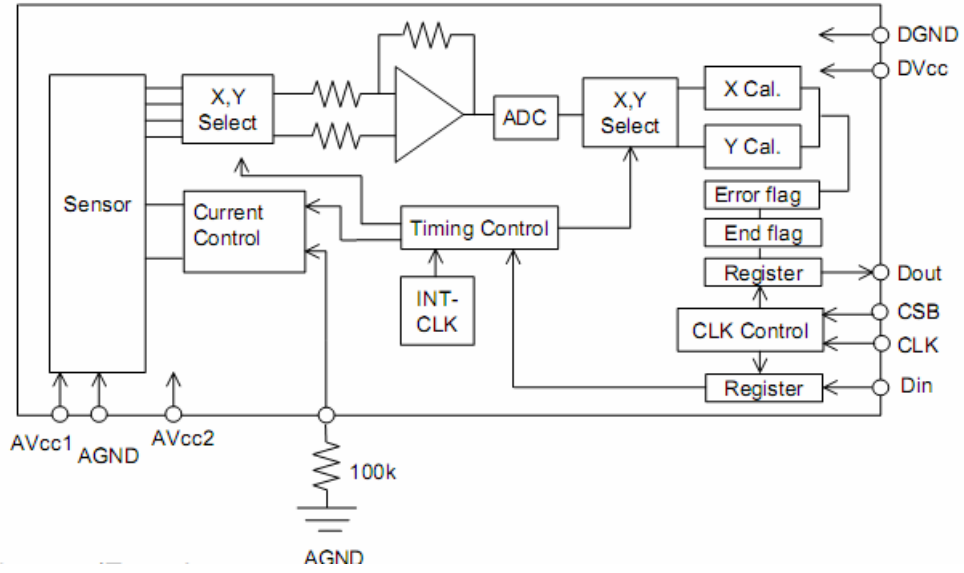 DGND
DVcc
X,Y
Select
ADC
X,Y
Select
X Cal.
Y Cal.
Sensor
Current
Control
Timing Control
Error flag
End flag
Register
Dout
INT-
CLK
CLK Control
CSB
CLK
Register
Din
AVcc1
AGND
AVcc2
100k
AGND